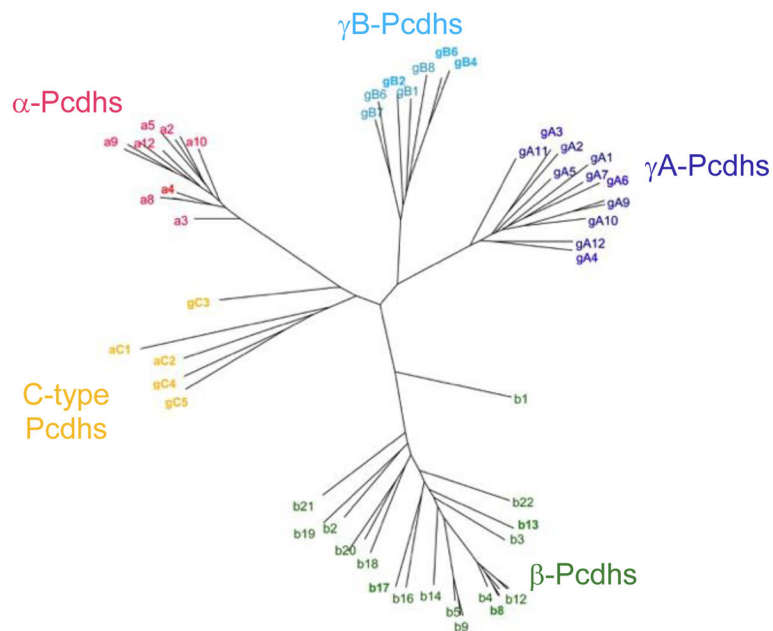 γB-Pcdhs
gB6
gB2
gB8
gB4
gB6
gB1
gB7
α-Pcdhs
a5
a2
a9
a12
a10
a4
a8
a3
gA3
gA11
gA2
γA-Pcdhs
gA1
gA5
gA7
gA6
gA9
gA10
gA12
gA4
gC3
aC1
aC2
gC4
gC5
C-type
Pcdhs
b1
b21
b22
b19
b2
b13
b3
b20
b18
β-Pcdhs
b17
b16
b14
b4
b12
b5
b8
b9